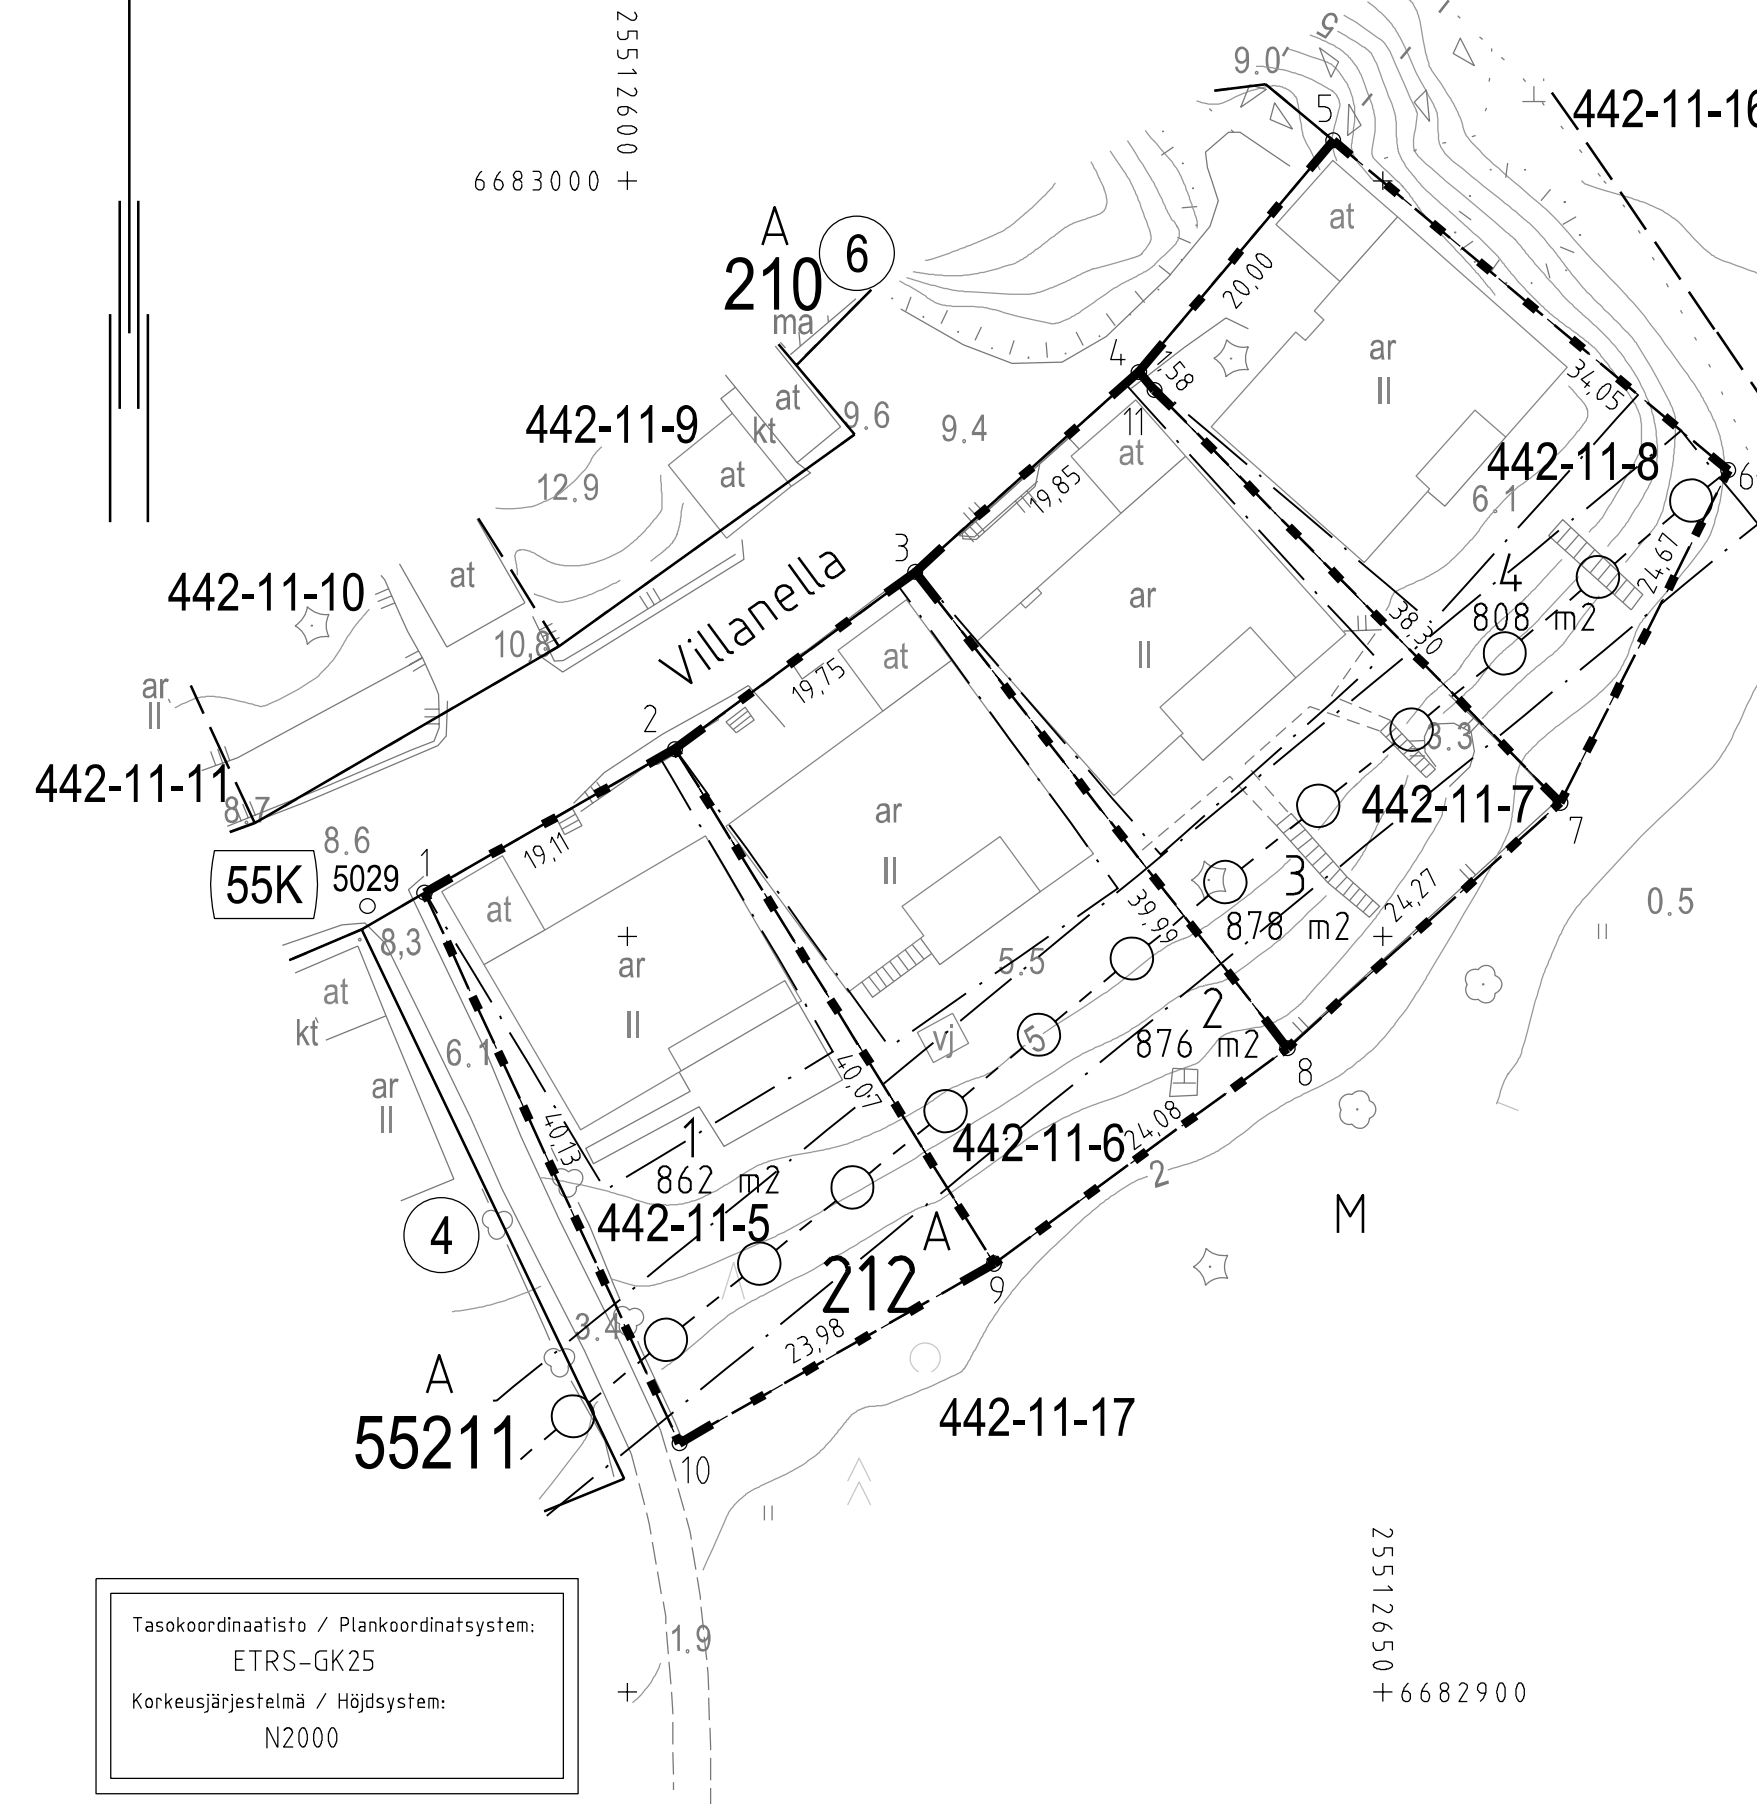 25512600
6683000
9.0
5
5
442-11-16
A
210
6
ma
at
20,00
ar
II
4
1,58
34,05
at
kt
9.6
9.4
11
at
442-11-9
12.9
at
19,85
442-11-8
6.1
6
3
442-11-10
at
10,8
Villanella
ar
II
24,67
4
808 m2
38,30
ar
II
at
19,75
2
3.3
442-11-11
8.7
442-11-7
7
8.6
55K
5029
1
19,11
ar
II
3
878 m2
24,27
0.5
39,99
at
8,3
ar
II
5.5
at
kt
6.1
vj
5
2
876 m2
8
ar
II
40,07
40,13
1
862 m2
442-11-6
24,08
2
M
4
442-11-5
A
212
9
3.4
23,98
A
55211
442-11-17
10
25512650
1.9
6682900
Tasokoordinaatisto / Plankoordinatsystem:
ETRS-GK25
Korkeusjärjestelmä / Höjdsystem:
N2000